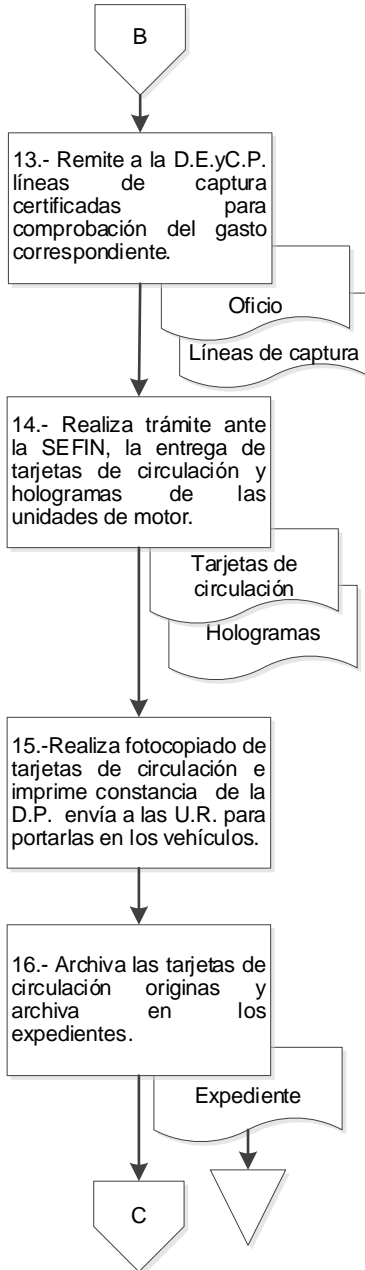 B
13.- Remite a la D.E.yC.P.
líneas de captura
certificadas para
comprobación del gasto
correspondiente.
Oficio
Líneas de captura
14.- Realiza trámite ante
la SEFIN, la entrega de
tarjetas de circulación y
hologramas de las
unidades de motor.
Tarjetas de
circulación
Hologramas
15.-Realiza fotocopiado de
tarjetas de circulación e
imprime constancia de la
D.P. envía a las U.R. para
portarlas en los vehículos.
16.- Archiva las tarjetas de
circulación originas y
archiva en los
expedientes.
Expediente
C